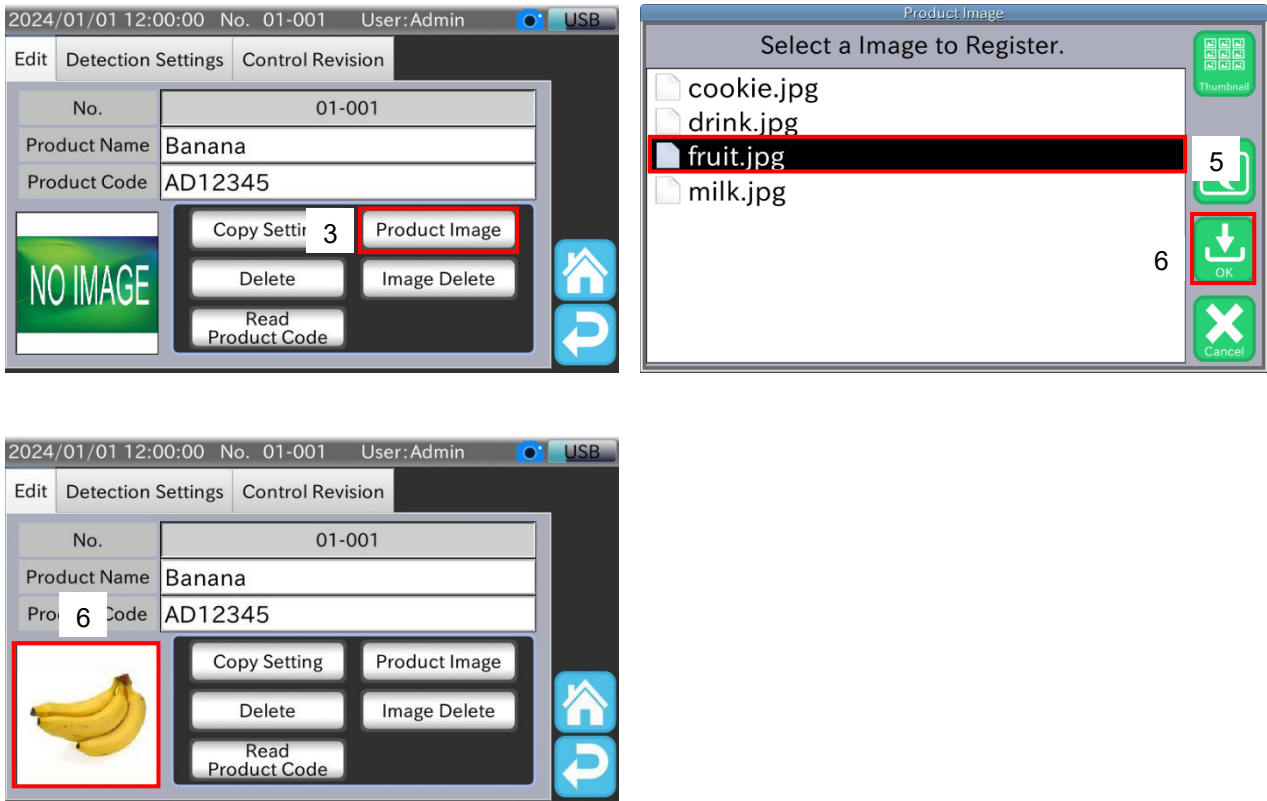 2024/01/01 12:00:00 No. 01-001 User:Admin USB
Edit Detection Settings Control Revision
No. 01-001
Product Name Banana
Product Code AD12345
NO IMAGE
Copy Settin 3 Product Image
Delete Image Delete
Read
Product Code
Product Image
Select a Image to Register.
cookie.jpg
drink.jpg
fruit.jpg
milk.jpg
Thumbnail
5
6
OK
Cancel
2024/01/01 12:00:00 No. 01-001 User:Admin USB
Edit Detection Settings Control Revision
No. 01-001
Product Name Banana
Pro 6 Code AD12345
Copy Setting Product Image
Delete Image Delete
Read
Product Code